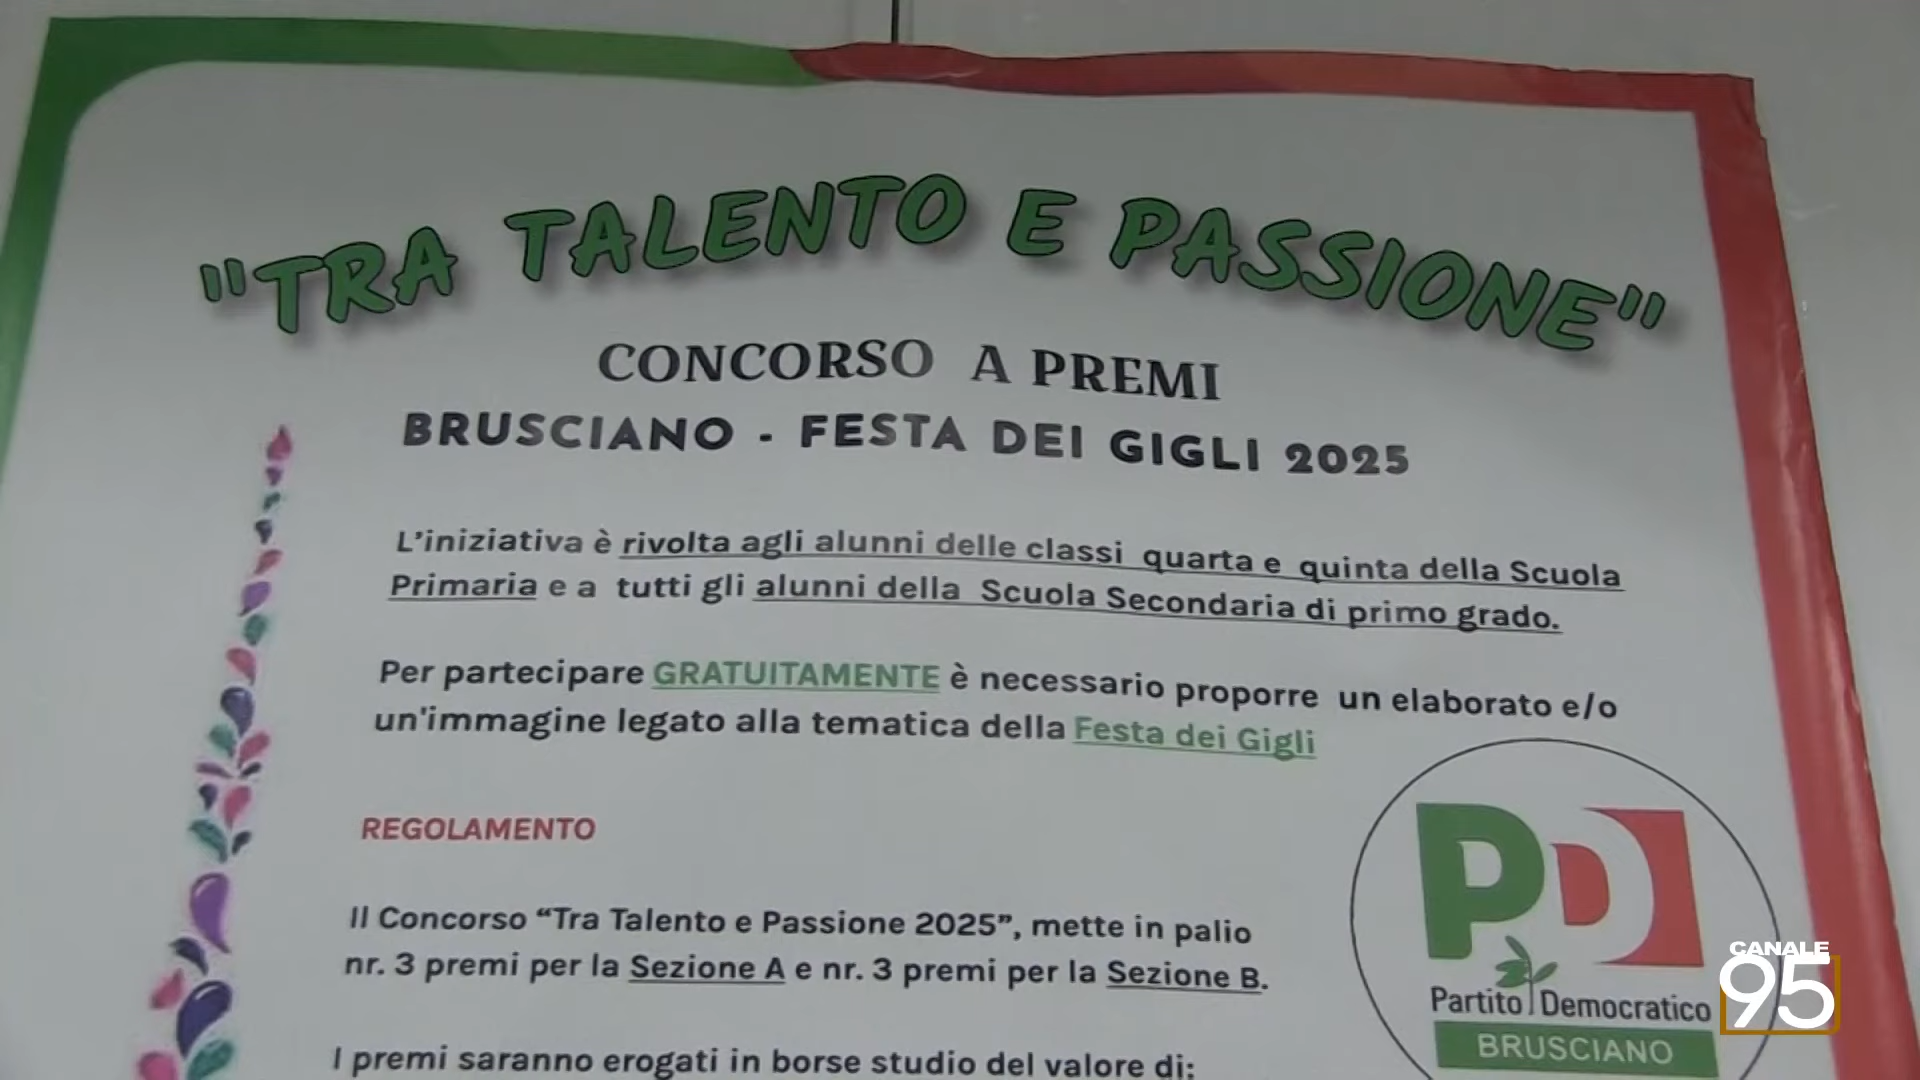 "TRA TALENTO E PASSIONE"
CONCORSO A PREMI
BRUSCIANO - FESTA DEI GIGLI 2025
L'iniziativa è rivolta agli alunni delle classi quarta e quinta della Scuola
Primaria e a tutti gli alunni della Scuola Secondaria di primo grado.
Per partecipare GRATUITAMENTE è necessario proporre un elaborato e/o
un'immagine legato alla tematica della Festa dei Gigli
REGOLAMENTO
Il Concorso “Tra Talento e Passione 2025”, mette in palio
nr. 3 premi per la Sezione A e nr. 3 premi per la Sezione B.
I premi saranno erogati in borse studio del valore di:
PD
Partito Democratico
BRUSCIANO
CANALE
95